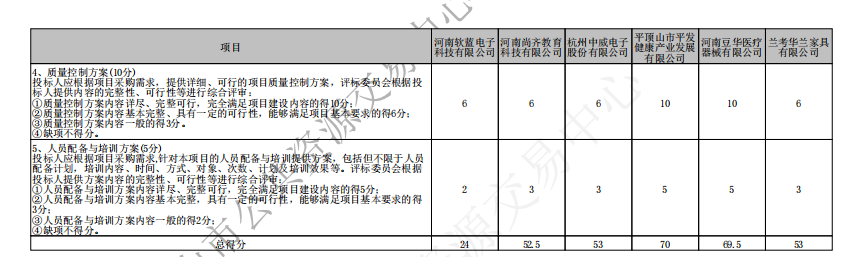 项目
河南软蓝电子
科技有限公司
河南尚齐教育
科技有限公司
杭州中威电子
股份有限公司
平顶山市平发
健康产业发展
有限公司
河南豆华医疗
器械有限公司
兰考华兰家具
有限公司
4、质量控制方案(10分)
投标人应根据项目采购需求，提供详细、可行的项目质量控制方案，评标委员会根据投
标人提供内容的完整性、可行性等进行综合评审：
①质量控制方案内容详尽、完整可行，完全满足项目建设内容的得10分；
②质量控制方案内容基本完整、具有一定的可行性，能够满足项目基本要求的得6分；
③质量控制方案内容一般的得3分。
④缺项不得分。
6
6
6
10
10
6
5、人员配备与培训方案(5分)
投标人应根据项目采购需求,针对本项目的人员配备与培训提供方案，包括但不限于人员
配备计划，培训内容、时间、方式、对象、次数、计划及培训效果等。评标委员会根据
投标人提供方案内容的完整性、可行性等进行综合评审：
①人员配备与培训方案内容详尽、完整可行，完全满足项目建设内容的得5分；
②人员配备与培训方案内容基本完整，具有一定的可行性，能够满足项目基本要求的得
3分；
③人员配备与培训方案内容一般的得2分；
④缺项不得分。
2
3
3
5
5
3
总得分
24
52.5
53
70
69.5
53
山市公共资源交易中心
资源交易中心